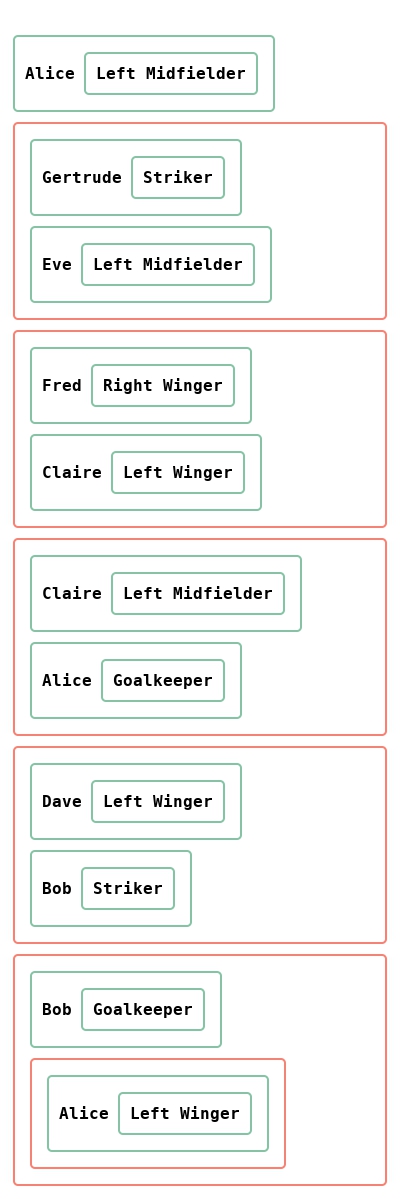 Alice Left Midfielder
Gertrude Striker
Eve Left Midfielder
Fred Right Winger
Claire Left Winger
Claire Left Midfielder
Alice Goalkeeper
Dave Left Winger
Bob Striker
Bob Goalkeeper
Alice Left Winger